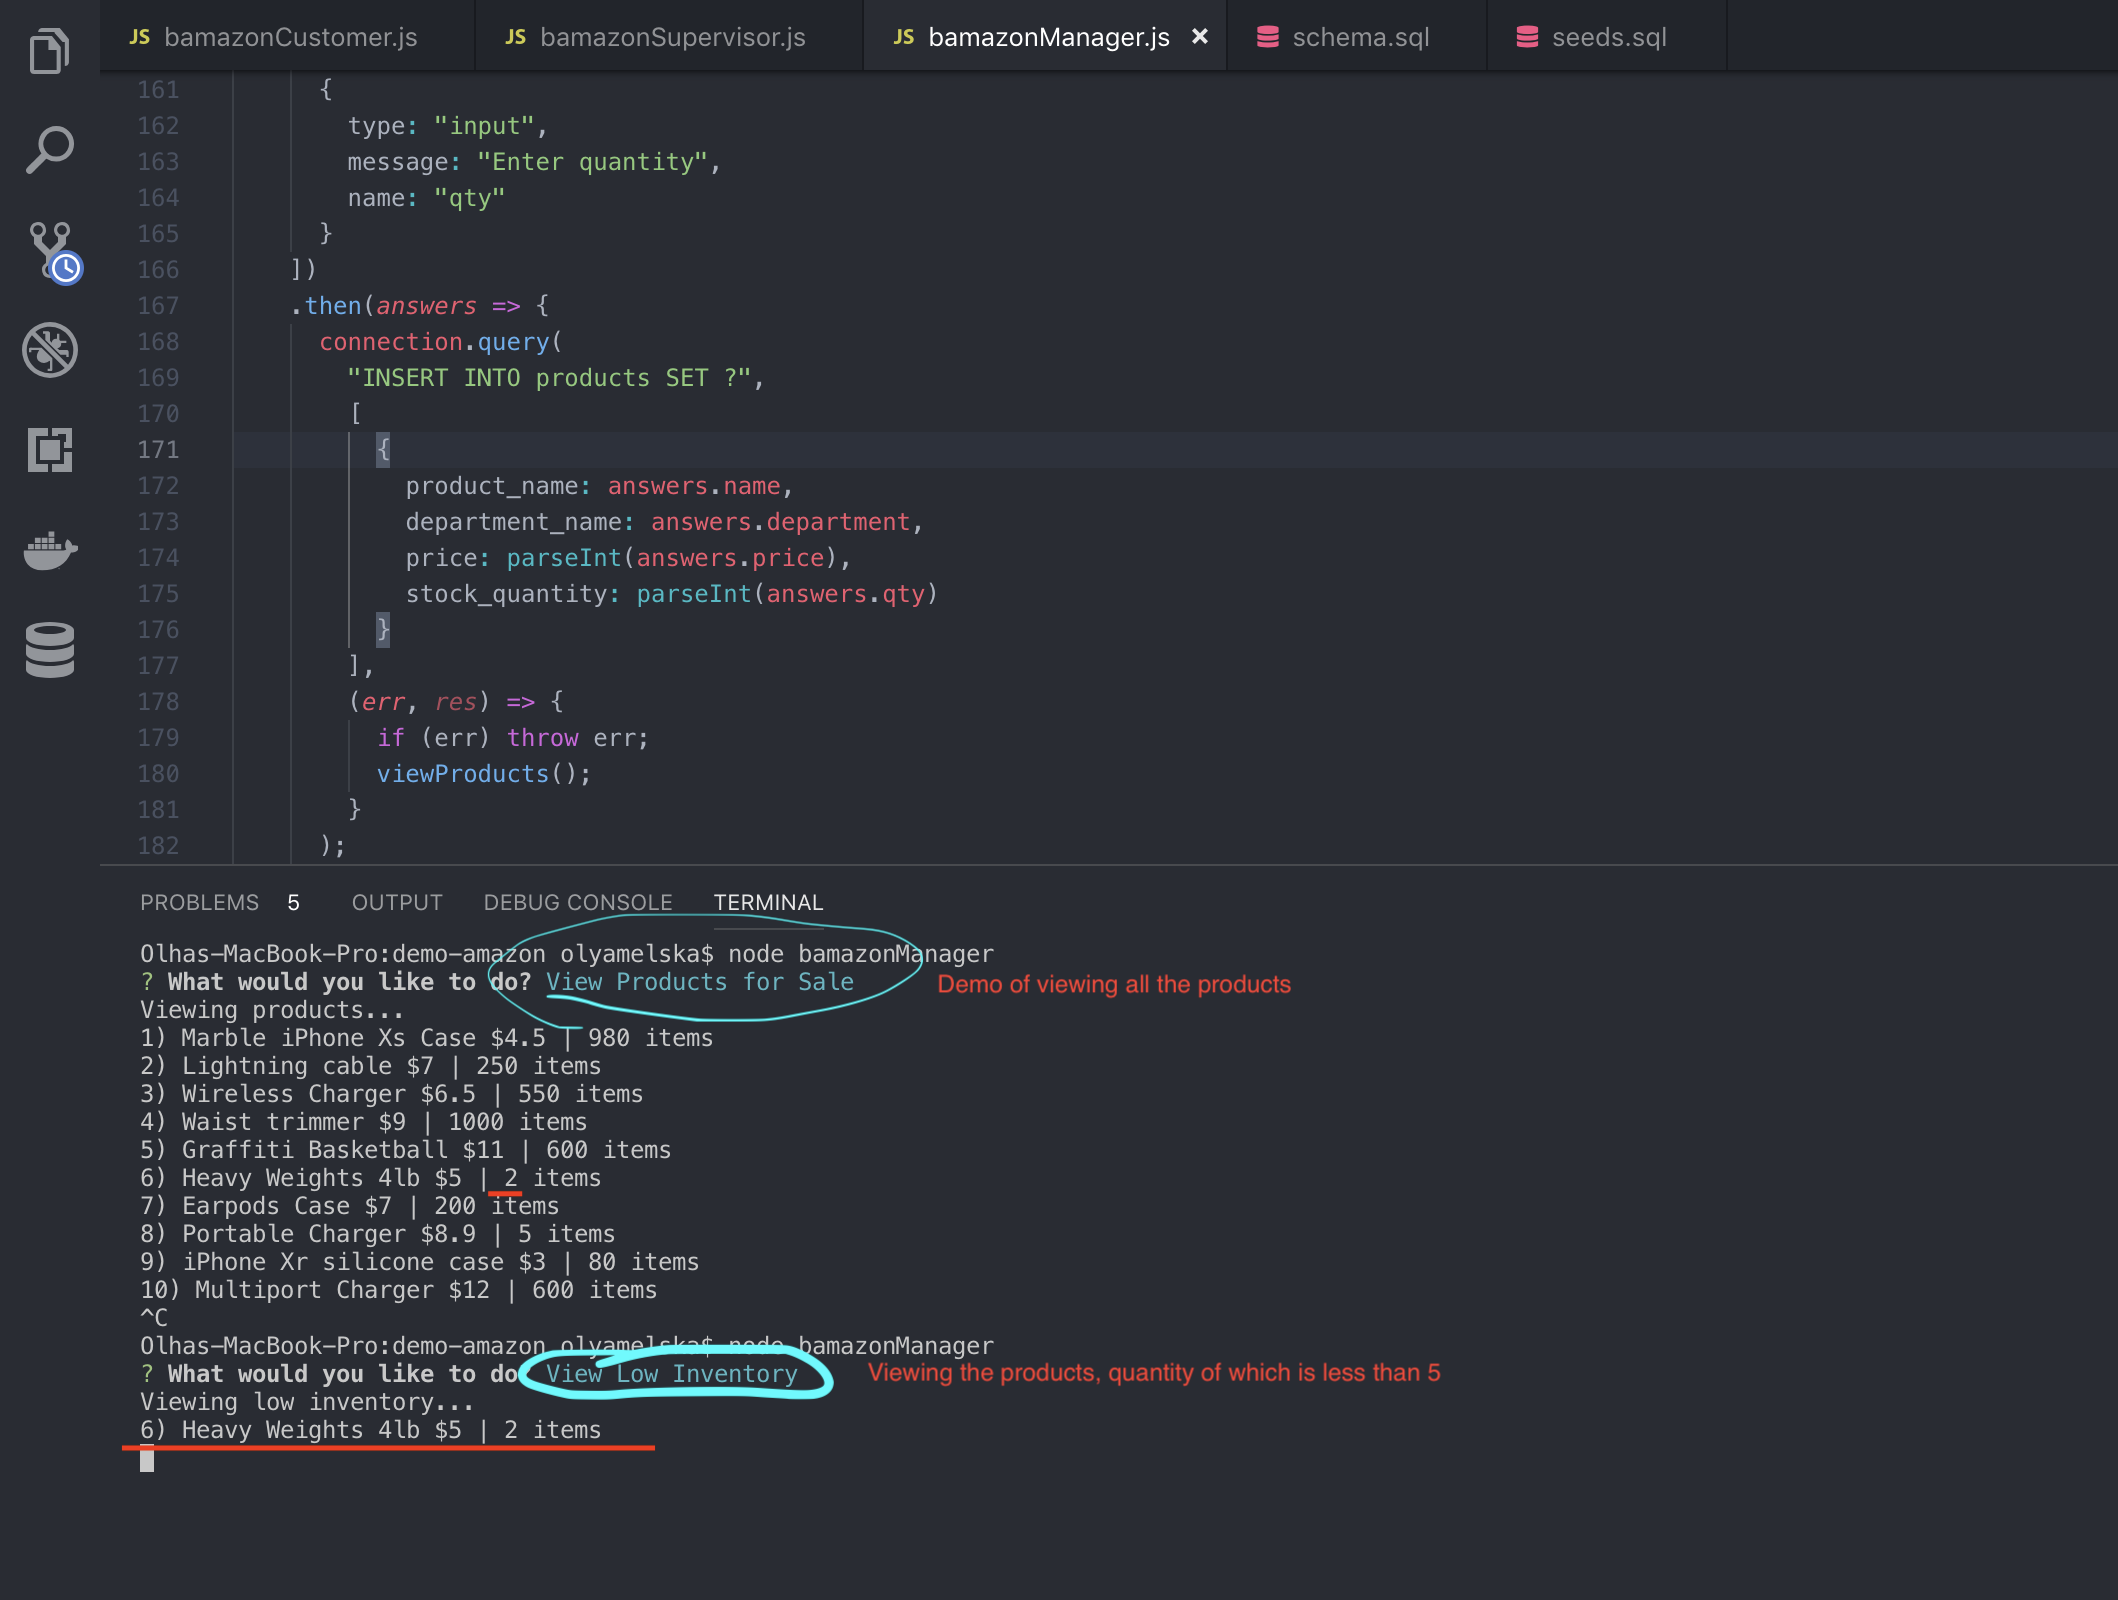 JS bamazonCustomer.js JS bamazonSupervisor.js JS bamazonManager.js × schema.sql seeds.sql
161 {
162 type: "input",
163 message: "Enter quantity",
164 name: "qty"
165 }
166 ])
167 .then(answers => {
168 connection.query(
169 "INSERT INTO products SET ?",
170 [
171 {
172 product_name: answers.name,
173 department_name: answers.department,
174 price: parseInt(answers.price),
175 stock_quantity: parseInt(answers.qty)
176 }
177 ],
178 (err, res) => {
179 if (err) throw err;
180 viewProducts();
181 }
182 );
PROBLEMS 5 OUTPUT DEBUG CONSOLE TERMINAL
Olhas-MacBook-Pro:demo-amazon olyamelska$ node bamazonManager
? What would you like to do? View Products for Sale Demo of viewing all the products
Viewing products...
1) Marble iPhone Xs Case $4.5 | 980 items
2) Lightning cable $7 | 250 items
3) Wireless Charger $6.5 | 550 items
4) Waist trimmer $9 | 1000 items
5) Graffiti Basketball $11 | 600 items
6) Heavy Weights 4lb $5 | 2 items
7) Earpods Case $7 | 200 items
8) Portable Charger $8.9 | 5 items
9) iPhone Xr silicone case $3 | 80 items
10) Multiport Charger $12 | 600 items
^C
Olhas-MacBook-Pro:demo-amazon olyamelska$ node bamazonManager
? What would you like to do View Low Inventory Viewing the products, quantity of which is less than 5
Viewing low inventory...
6) Heavy Weights 4lb $5 | 2 items